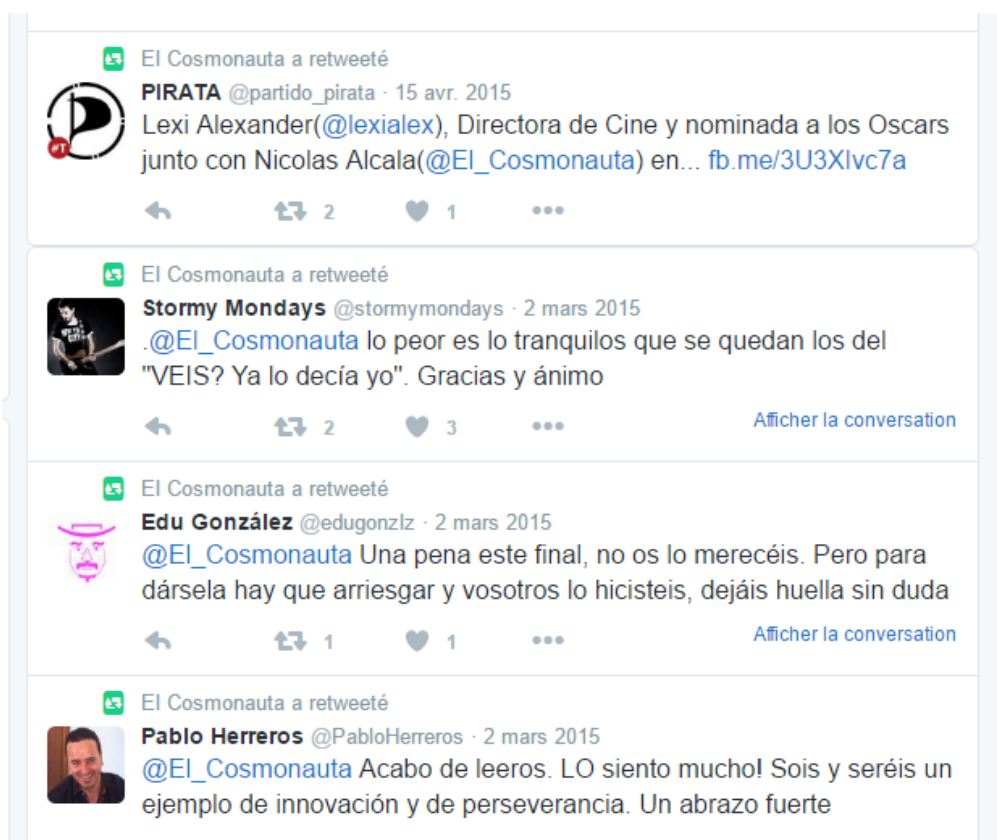 El Cosmonauta a retweeté
PIRATA @partido_pirata · 15 avr. 2015
Lexi Alexander(@lexialex), Directora de Cine y nominada a los Oscars
junto con Nicolas Alcala(@El_Cosmonauta) en... fb.me/3U3XIvc7a
#T
2 1
El Cosmonauta a retweeté
Stormy Mondays @stormymondays · 2 mars 2015
.@El_Cosmonauta lo peor es lo tranquilos que se quedan los del
"VEIS? Ya lo decía yo". Gracias y ánimo
2 3 Afficher la conversation
El Cosmonauta a retweeté
Edu González @edugonzlz · 2 mars 2015
@El_Cosmonauta Una pena este final, no os lo merecéis. Pero para
dársela hay que arriesgar y vosotros lo hicisteis, dejáis huella sin duda
1 1 Afficher la conversation
El Cosmonauta a retweeté
Pablo Herreros @PabloHerreros · 2 mars 2015
@El_Cosmonauta Acabo de leeros. LO siento mucho! Sois y seréis un
ejemplo de innovación y de perseverancia. Un abrazo fuerte